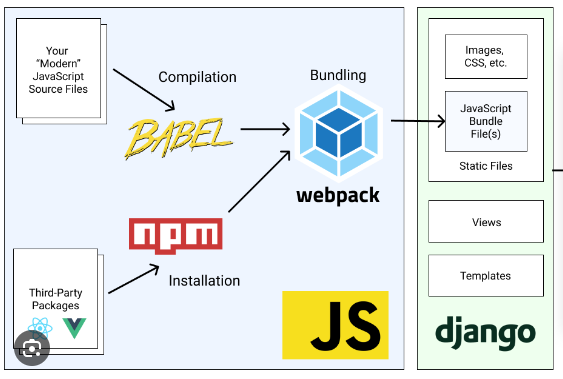 Your
“Modern”
JavaScript
Source Files
Compilation
BABEL
Bundling
webpack
npm
Installation
Third-Party
Packages
JS
Images,
CSS, etc.
JavaScript
Bundle
File(s)
Static Files
Views
Templates
django